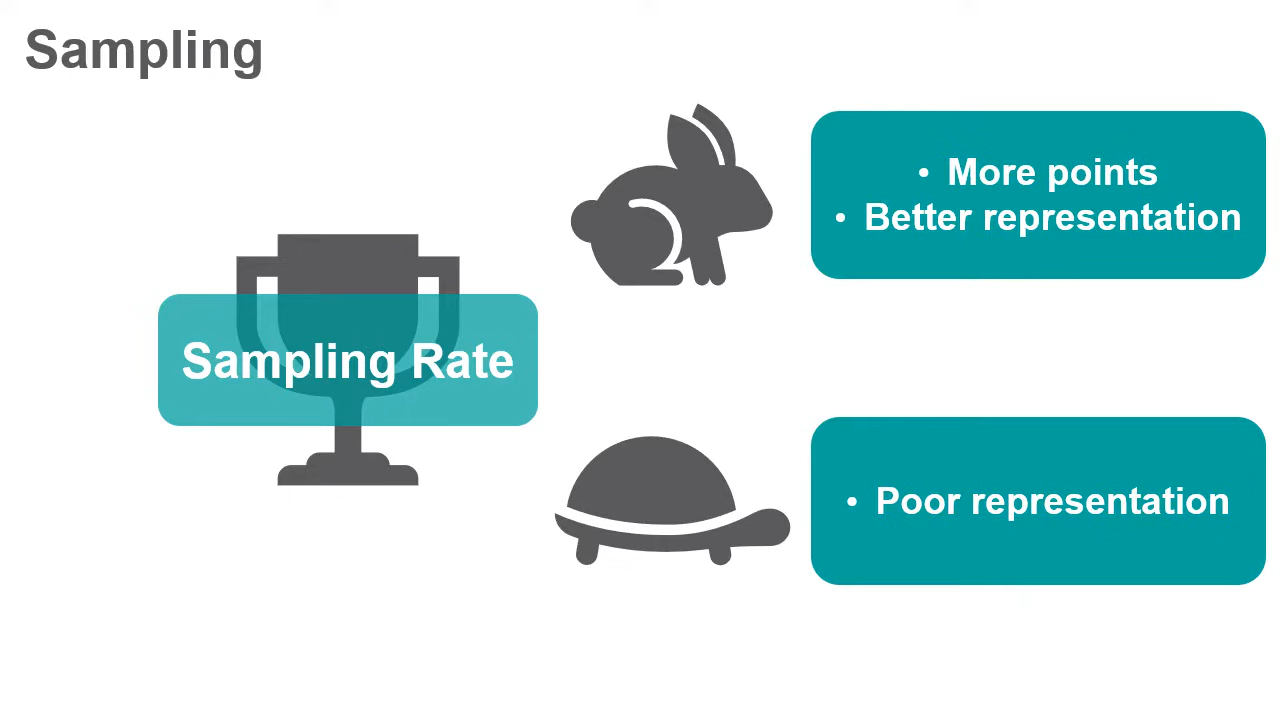 Sampling
Sampling Rate
• More points
• Better representation
• Poor representation